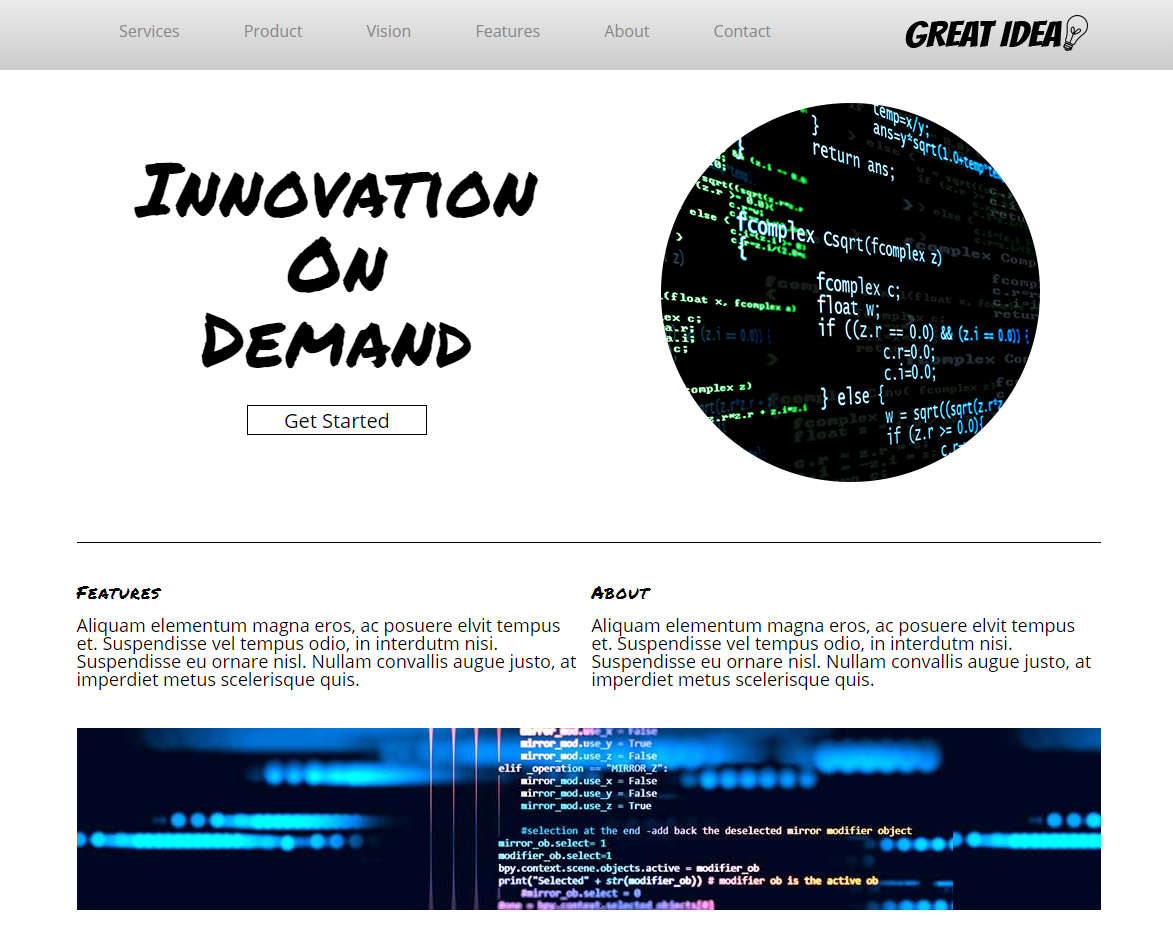 Services Product Vision Features About Contact GREAT IDEA
Innovation
On
Demand
Get Started
temp=x/y;
ans=y*sqrt(1.0+temp*temp
}
return ans;
}
fcomplex Csqrt(fcomplex z)
{
fcomplex c;
float w;
if ((z.r == 0.0) && (z.i == 0.0)) {
c.r=0.0;
c.i=0.0;
} else {
w = sqrt((sqrt(z.r*z
if (z.r >= 0.0){
c.r
Features
Aliquam elementum magna eros, ac posuere elvit tempus
et. Suspendisse vel tempus odio, in interdutm nisi.
Suspendisse eu ornare nisl. Nullam convallis augue justo, at
imperdiet metus scelerisque quis.
About
Aliquam elementum magna eros, ac posuere elvit tempus
et. Suspendisse vel tempus odio, in interdutm nisi.
Suspendisse eu ornare nisl. Nullam convallis augue justo, at
imperdiet metus scelerisque quis.
mirror_mod.use_x = False
mirror_mod.use_y = True
mirror_mod.use_z = False
elif _operation == "MIRROR_Z":
mirror_mod.use_x = False
mirror_mod.use_y = False
mirror_mod.use_z = True
#selection at the end -add back the deselected mirror modifier object
mirror_ob.select= 1
modifier_ob.select=1
bpy.context.scene.objects.active = modifier_ob
print("Selected" + str(modifier_ob)) # modifier ob is the active ob
#mirror_ob.select = 0
= bpy.context.selected_objects[0]